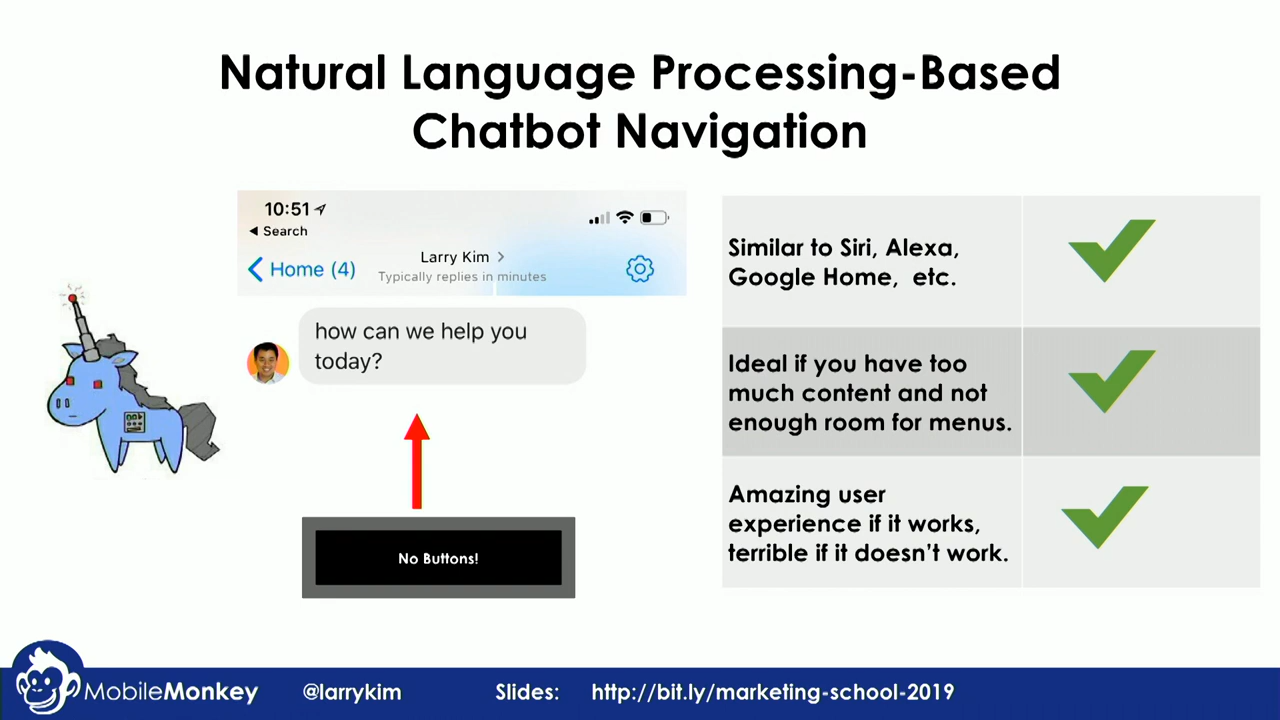 Natural Language Processing-Based
Chatbot Navigation
10:51
Search
Home (4)
Larry Kim
Typically replies in minutes
how can we help you
today?
No Buttons!
Similar to Siri, Alexa,
Google Home, etc.
Ideal if you have too
much content and not
enough room for menus.
Amazing user
experience if it works,
terrible if it doesn't work.
MobileMonkey @larrykim Slides: http://bit.ly/marketing-school-2019